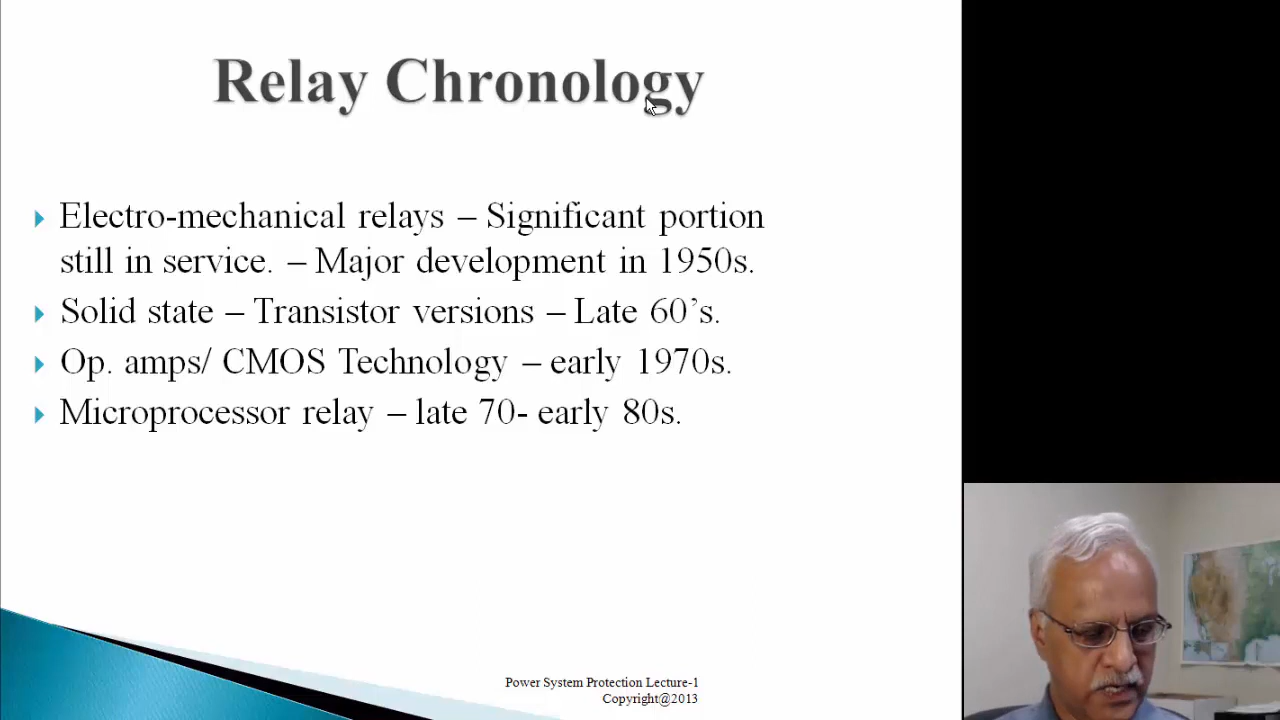 Relay Chronology
Electro-mechanical relays – Significant portion
still in service. – Major development in 1950s.
Solid state – Transistor versions – Late 60’s.
Op. amps/ CMOS Technology – early 1970s.
Microprocessor relay – late 70- early 80s.
Power System Protection Lecture-1
Copyright@2013